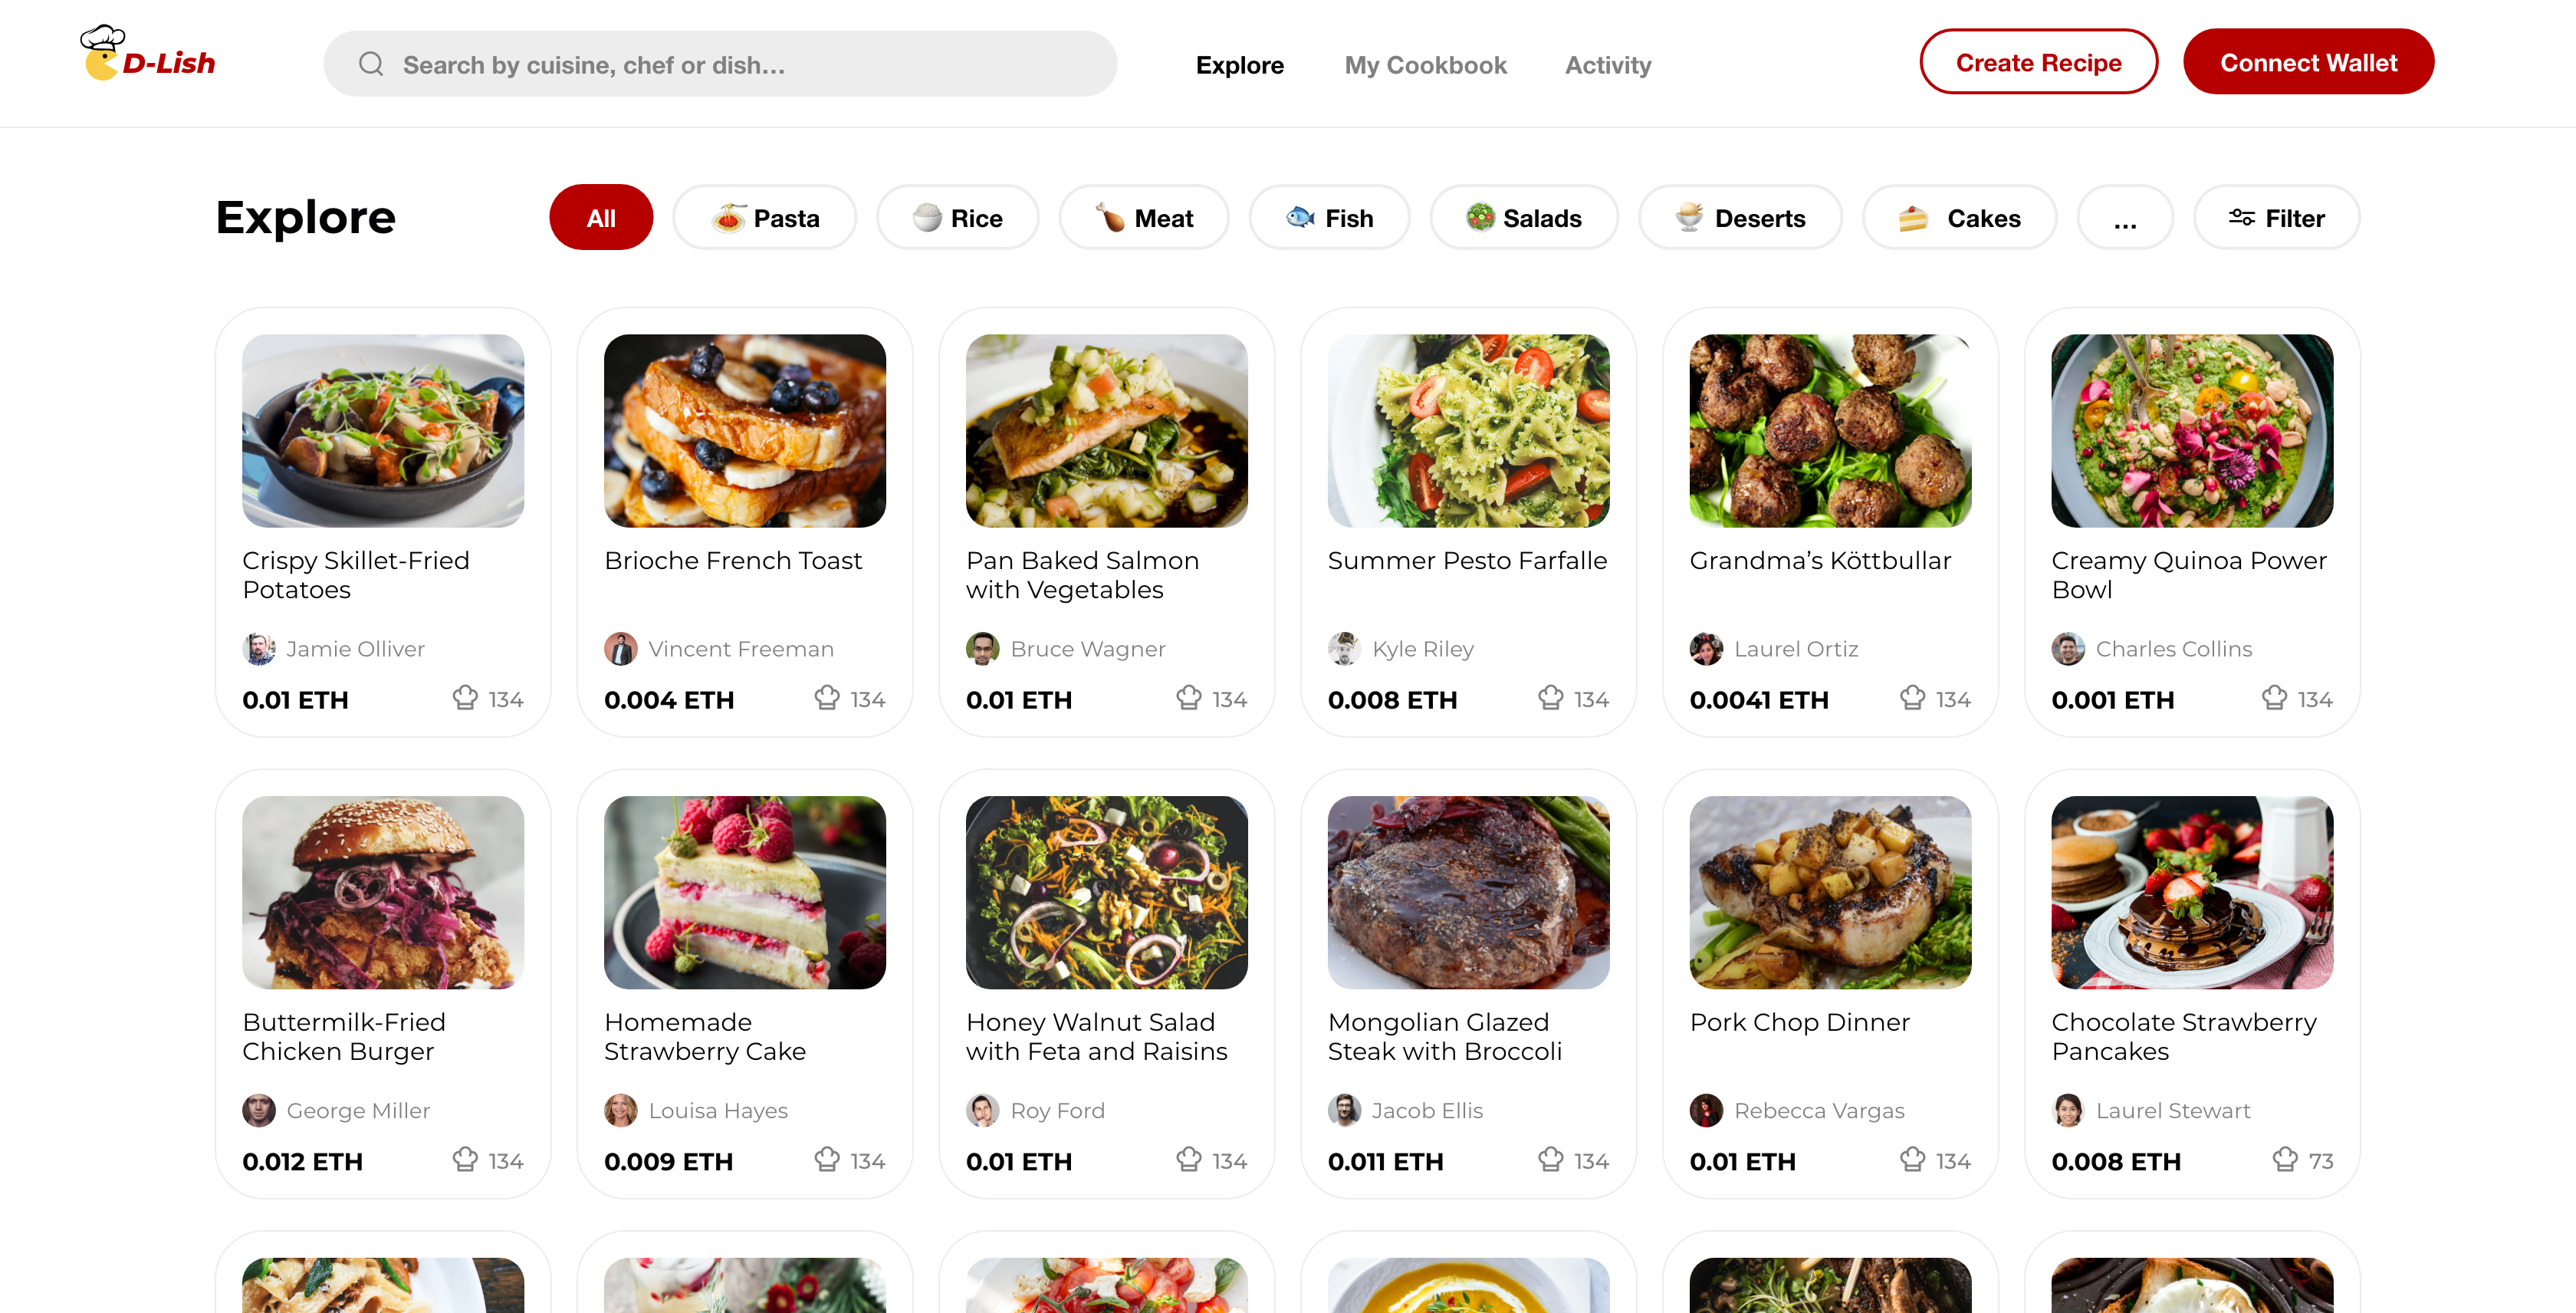 D-Lish
Search by cuisine, chef or dish...
Explore
My Cookbook
Activity
Create Recipe
Connect Wallet
Explore
All
Pasta
Rice
Meat
Fish
Salads
Deserts
Cakes
...
Filter
Crispy Skillet-Fried
Potatoes
Jamie Olliver
0.01 ETH
134
Brioche French Toast
Vincent Freeman
0.004 ETH
134
Pan Baked Salmon
with Vegetables
Bruce Wagner
0.01 ETH
134
Summer Pesto Farfalle
Kyle Riley
0.008 ETH
134
Grandma’s Köttbullar
Laurel Ortiz
0.0041 ETH
134
Creamy Quinoa Power
Bowl
Charles Collins
0.001 ETH
134
Buttermilk-Fried
Chicken Burger
George Miller
0.012 ETH
134
Homemade
Strawberry Cake
Louisa Hayes
0.009 ETH
134
Honey Walnut Salad
with Feta and Raisins
Roy Ford
0.01 ETH
134
Mongolian Glazed
Steak with Broccoli
Jacob Ellis
0.011 ETH
134
Pork Chop Dinner
Rebecca Vargas
0.01 ETH
134
Chocolate Strawberry
Pancakes
Laurel Stewart
0.008 ETH
73